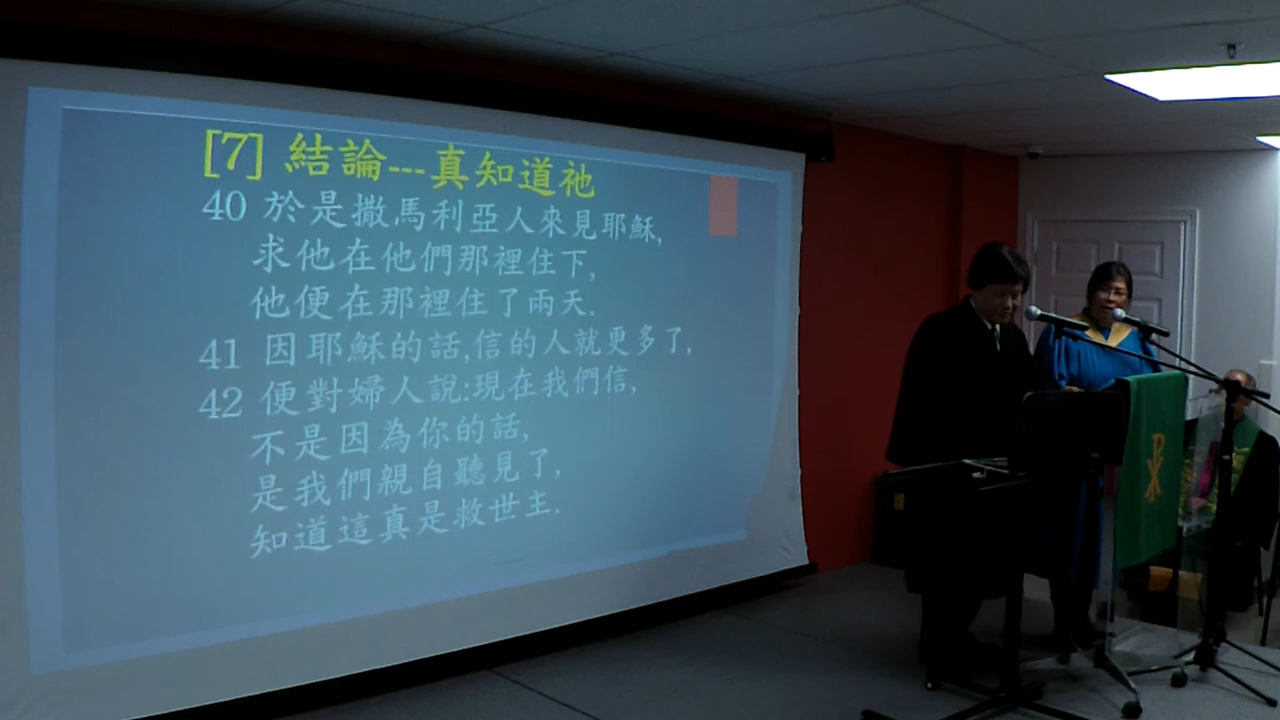 [7] 結論---真知道祂
40 於是撒馬利亞人來見耶穌,
求他在他們那裡住下,
他便在那裡住了兩天.
41 因耶穌的話,信的人就更多了,
42 便對婦人說:現在我們信,
不是因為你的話,
是我們親自聽見了,
知道這真是救世主.